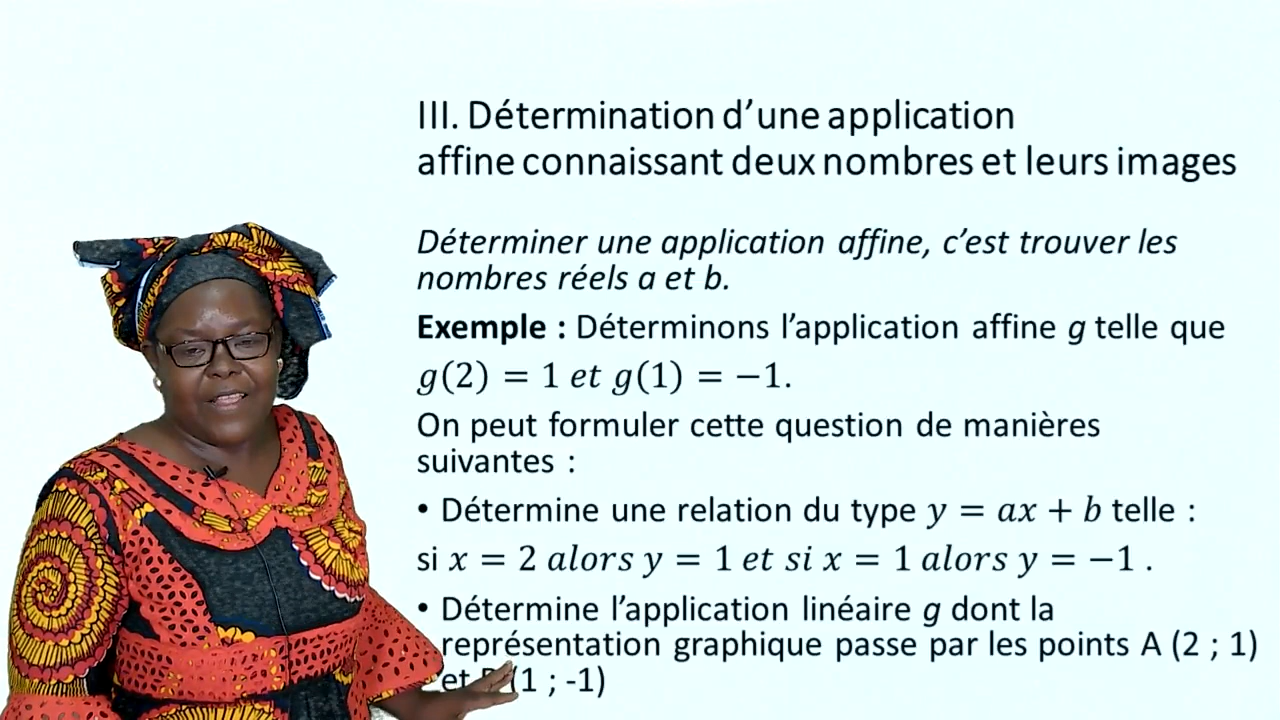 III. Détermination d’une application
affine connaissant deux nombres et leurs images
Déterminer une application affine, c’est trouver les
nombres réels a et b.
Exemple : Déterminons l’application affine g telle que
g(2) = 1 et g(1) = −1.
On peut formuler cette question de manières
suivantes :
• Détermine une relation du type y = ax + b telle :
si x = 2 alors y = 1 et si x = 1 alors y = −1 .
• Détermine l’application linéaire g dont la
représentation graphique passe par les points A (2 ; 1)
et (1 ; -1)